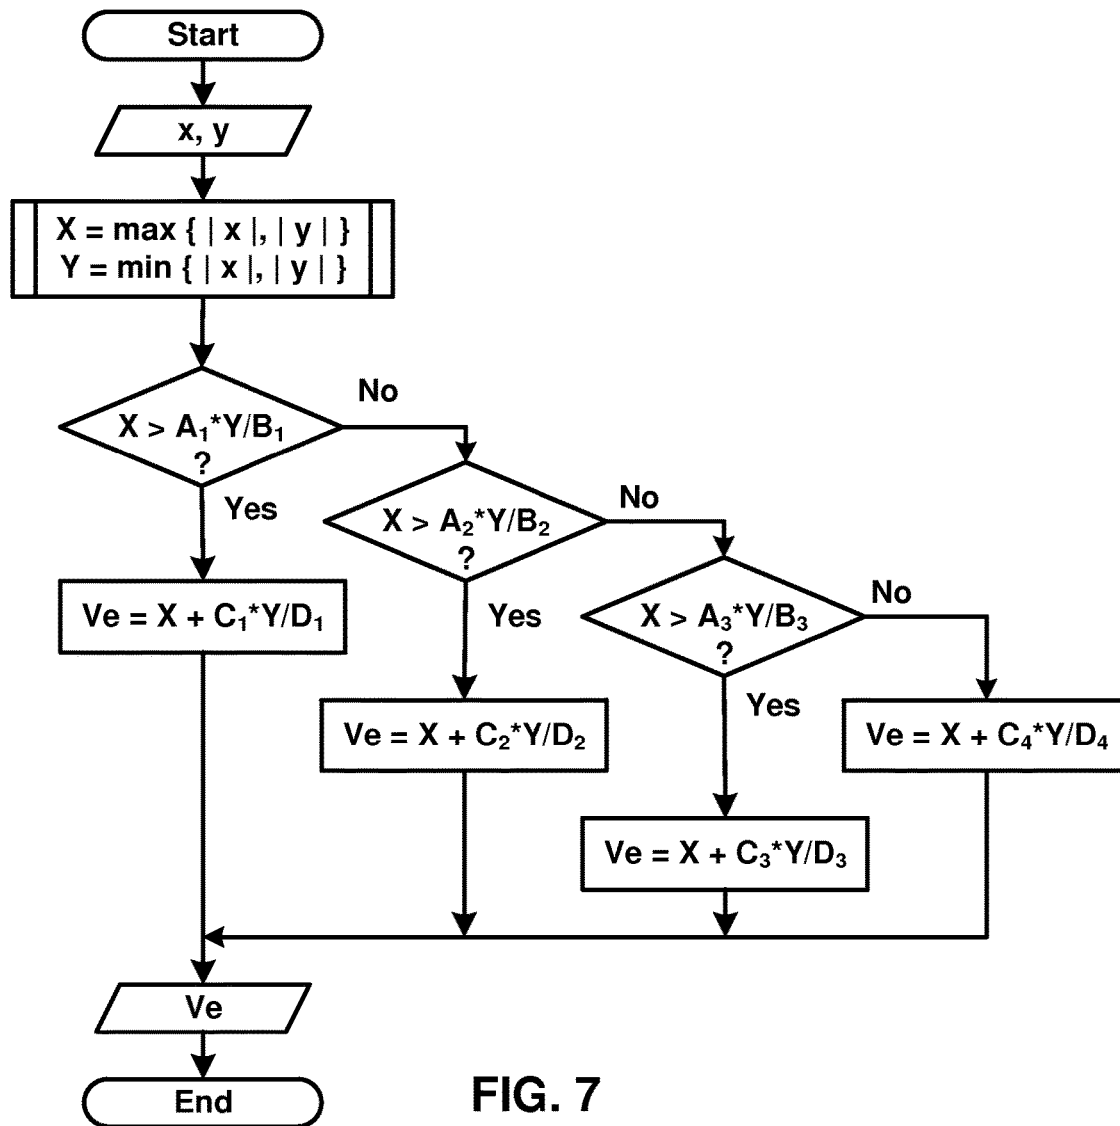 Start
x, y
X = max { | x |, | y | }
Y = min { | x |, | y | }
X > A₁*Y/B₁
?
No
Yes
X > A₂*Y/B₂
?
No
Yes
X > A₃*Y/B₃
?
No
Yes
Ve = X + C₁*Y/D₁
Ve = X + C₂*Y/D₂
Ve = X + C₄*Y/D₄
Ve = X + C₃*Y/D₃
Ve
End
FIG. 7